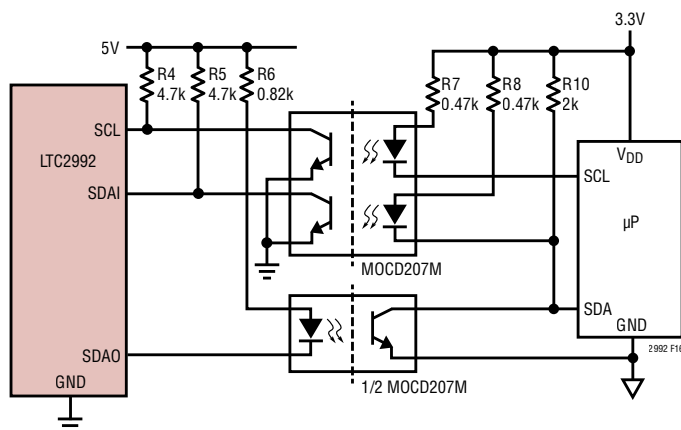 3.3V
5V
R4
4.7k
R5
4.7k
R6
0.82k
R7
0.47k
R8
0.47k
R10
2k
LTC2992
SCL
SDAI
SDAO
GND
VDD
SCL
µP
SDA
GND
MOCD207M
1/2 MOCD207M
2992 F16